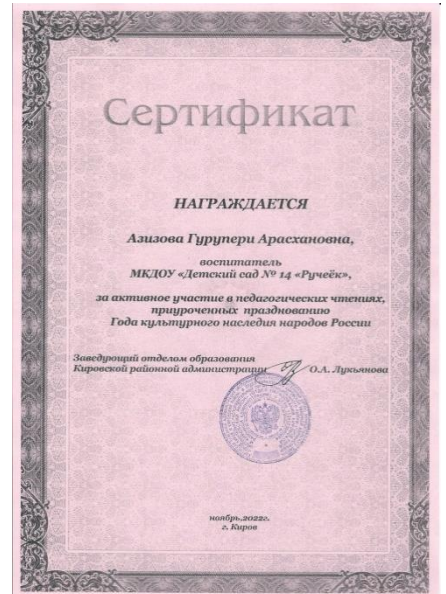 Сертификат
НАГРАЖДАЕТСЯ
Азизова Гурупери Арасхановна,
воспитатель
МКДОУ «Детский сад № 14 «Ручеёк»,
за активное участие в педагогических чтениях,
приуроченных празднованию
Года культурного наследия народов России
Заведующий отделом образования
Кировской районной администрации О.А. Лукьянова
ноябрь,2022г.
г. Киров